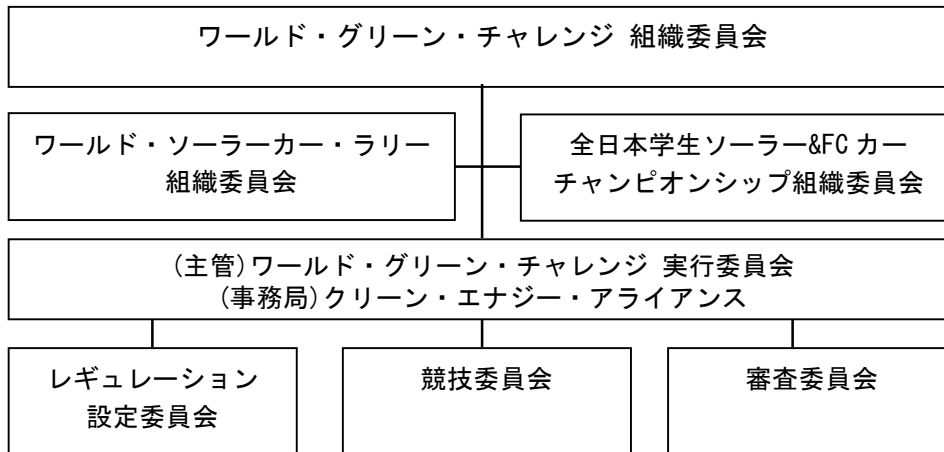 ワールド・グリーン・チャレンジ 組織委員会
ワールド・ソーラーカー・ラリー
組織委員会
全日本学生ソーラー&FCカー
チャンピオンシップ組織委員会
(主管)ワールド・グリーン・チャレンジ 実行委員会
(事務局)クリーン・エナジー・アライアンス
レギュレーション
設定委員会
競技委員会
審査委員会